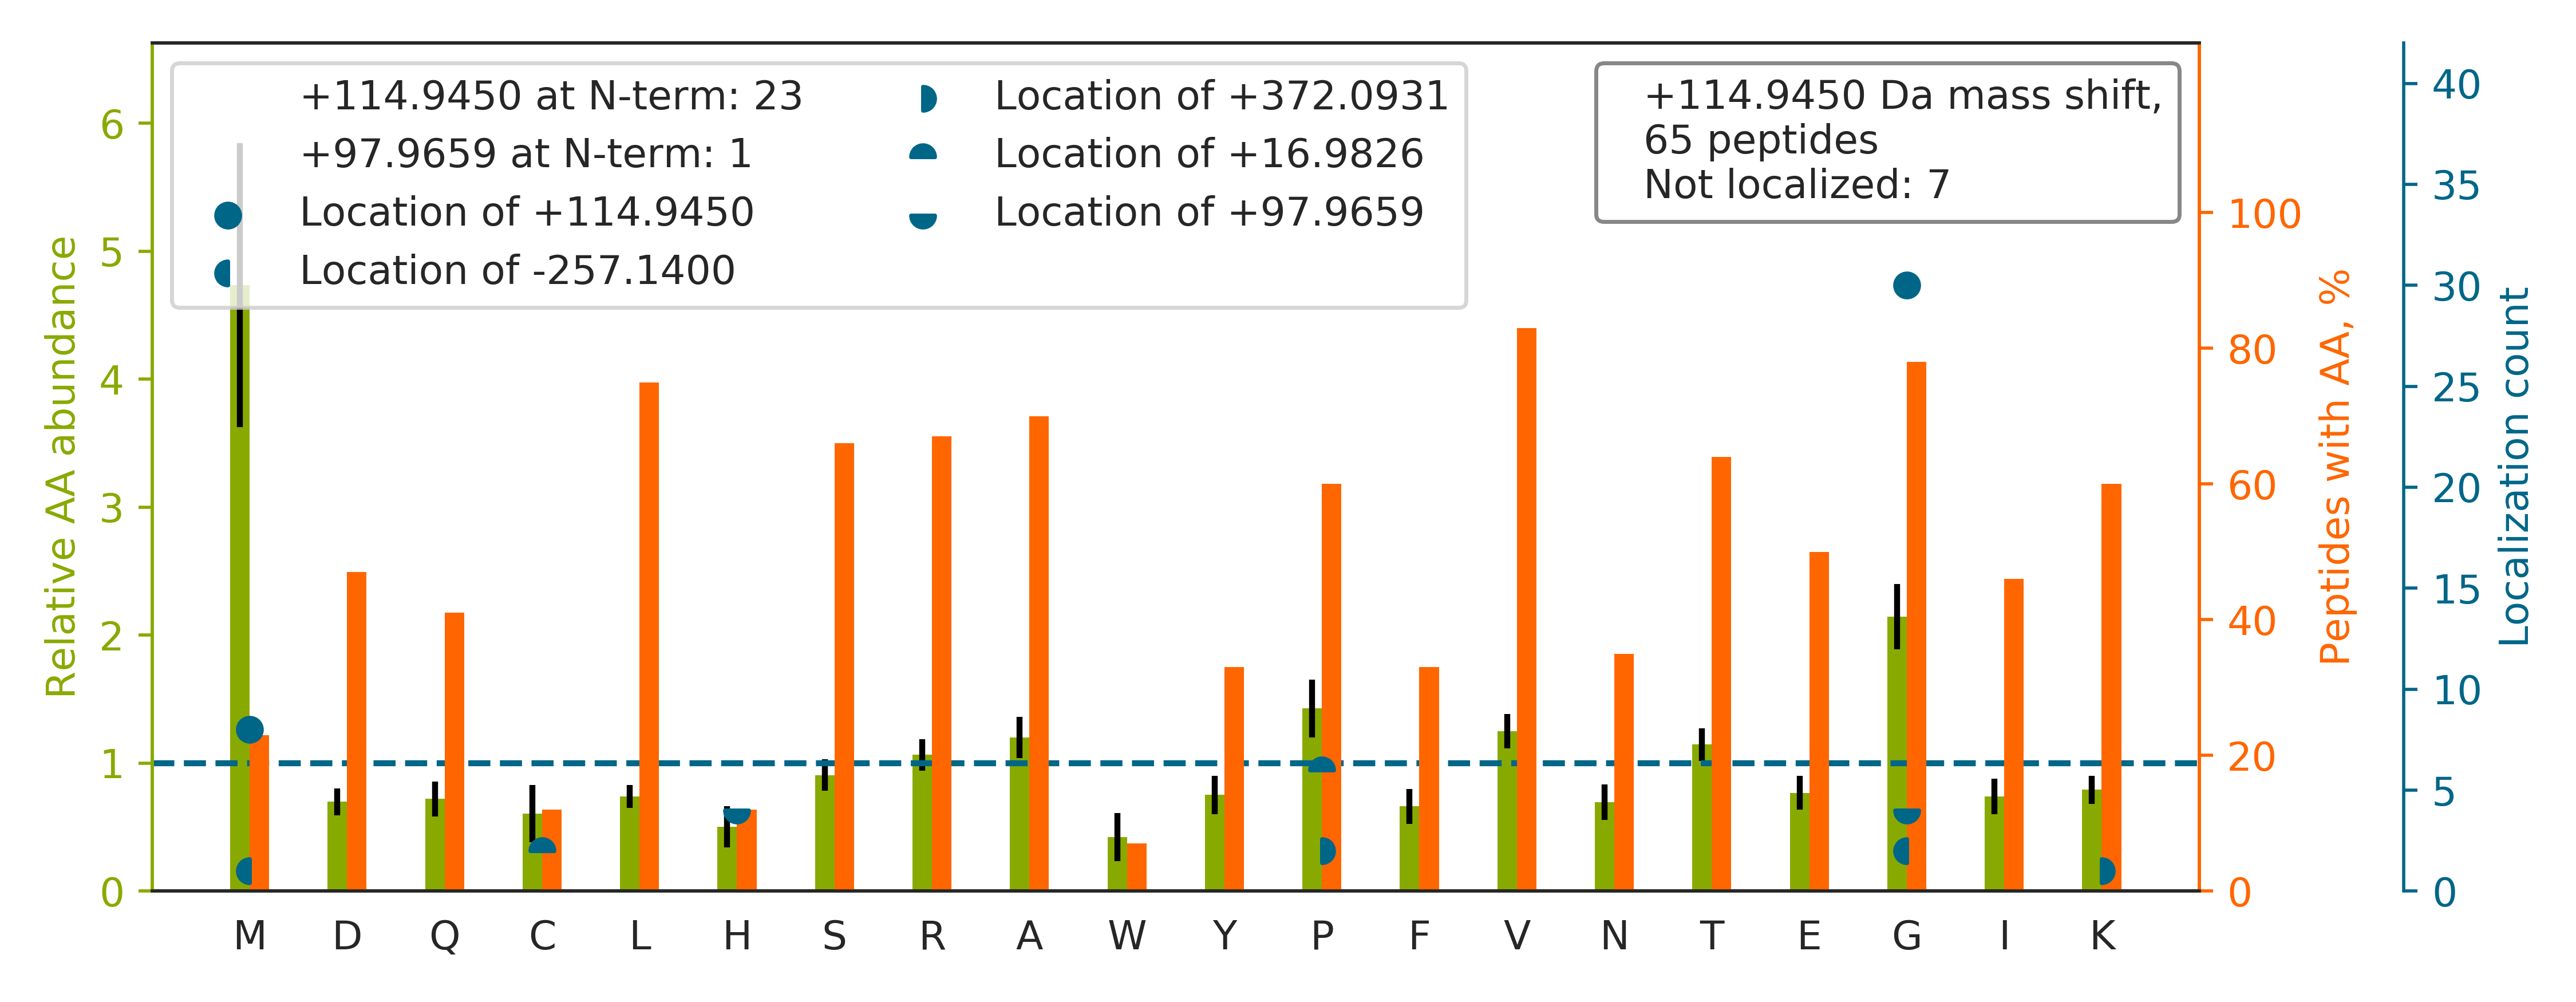 +114.9450 at N-term: 23
+97.9659 at N-term: 1
Location of +114.9450
Location of -257.1400
Location of +372.0931
Location of +16.9826
Location of +97.9659
+114.9450 Da mass shift,
65 peptides
Not localized: 7
Relative AA abundance
6
5
4
3
2
1
0
100
80
60
40
20
0
Peptides with AA, %
40
35
30
25
20
15
10
5
0
Localization count
M D Q C L H S R A W Y P F V N T E G I K